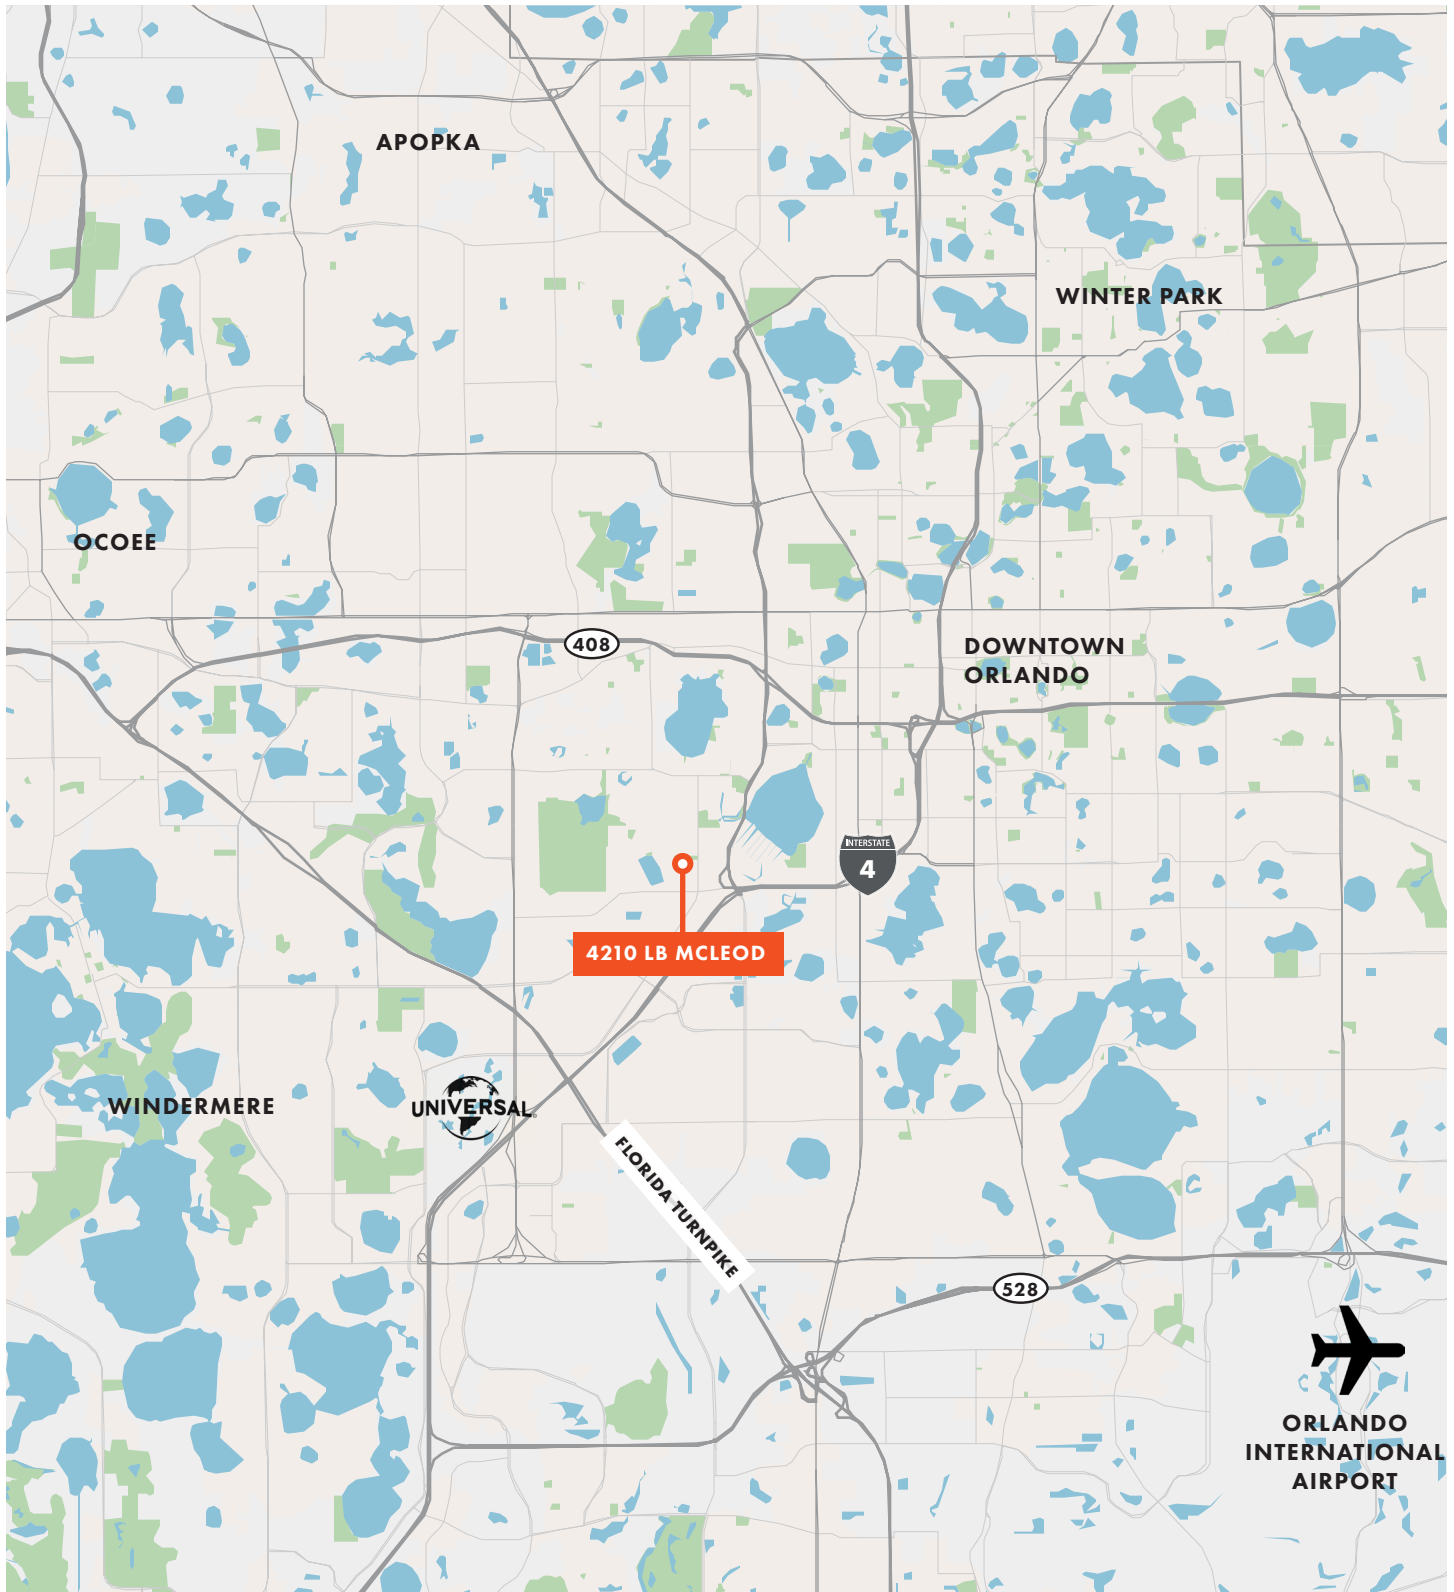 APOPKA
WINTER PARK
OCOEE
408
DOWNTOWN
ORLANDO
INTERSTATE
4
4210 LB MCLEOD
WINDERMERE
UNIVERSAL
FLORIDA TURNPIKE
528
ORLANDO
INTERNATIONAL
AIRPORT